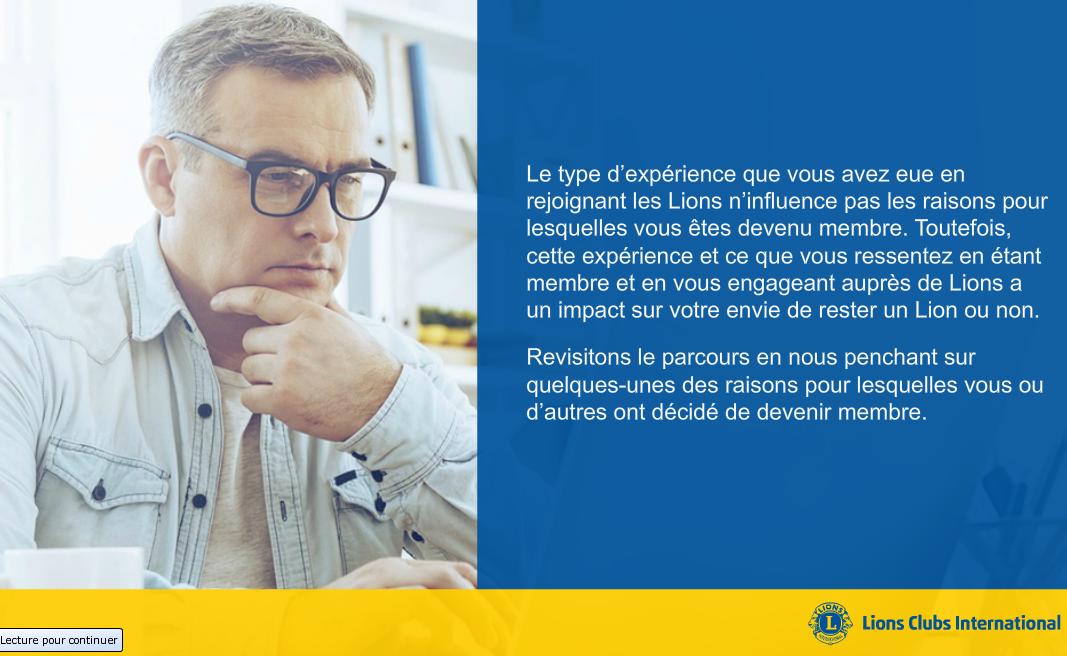 Le type d’expérience que vous avez eue en
rejoignant les Lions n’influence pas les raisons pour
lesquelles vous êtes devenu membre. Toutefois,
cette expérience et ce que vous ressentez en étant
membre et en vous engageant auprès de Lions a
un impact sur votre envie de rester un Lion ou non.
Revisitons le parcours en nous penchant sur
quelques-unes des raisons pour lesquelles vous ou
d’autres ont décidé de devenir membre.
LIONS
L
INTERNATIONAL
Lions Clubs International
Lecture pour continuer